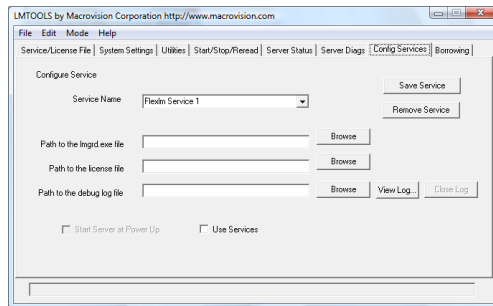 LMTOOLS by Macrovision Corporation http://www.macrovision.com
File Edit Mode Help
Service/License File System Settings Utilities Start/Stop/Reread Server Status Server Diags Config Services Borrowing
Configure Service
Save Service
Service Name Flexlm Service 1
Remove Service
Path to the lmgrd.exe file Browse
Path to the license file Browse
Path to the debug log file Browse View Log... Close Log
Start Server at Power Up Use Services